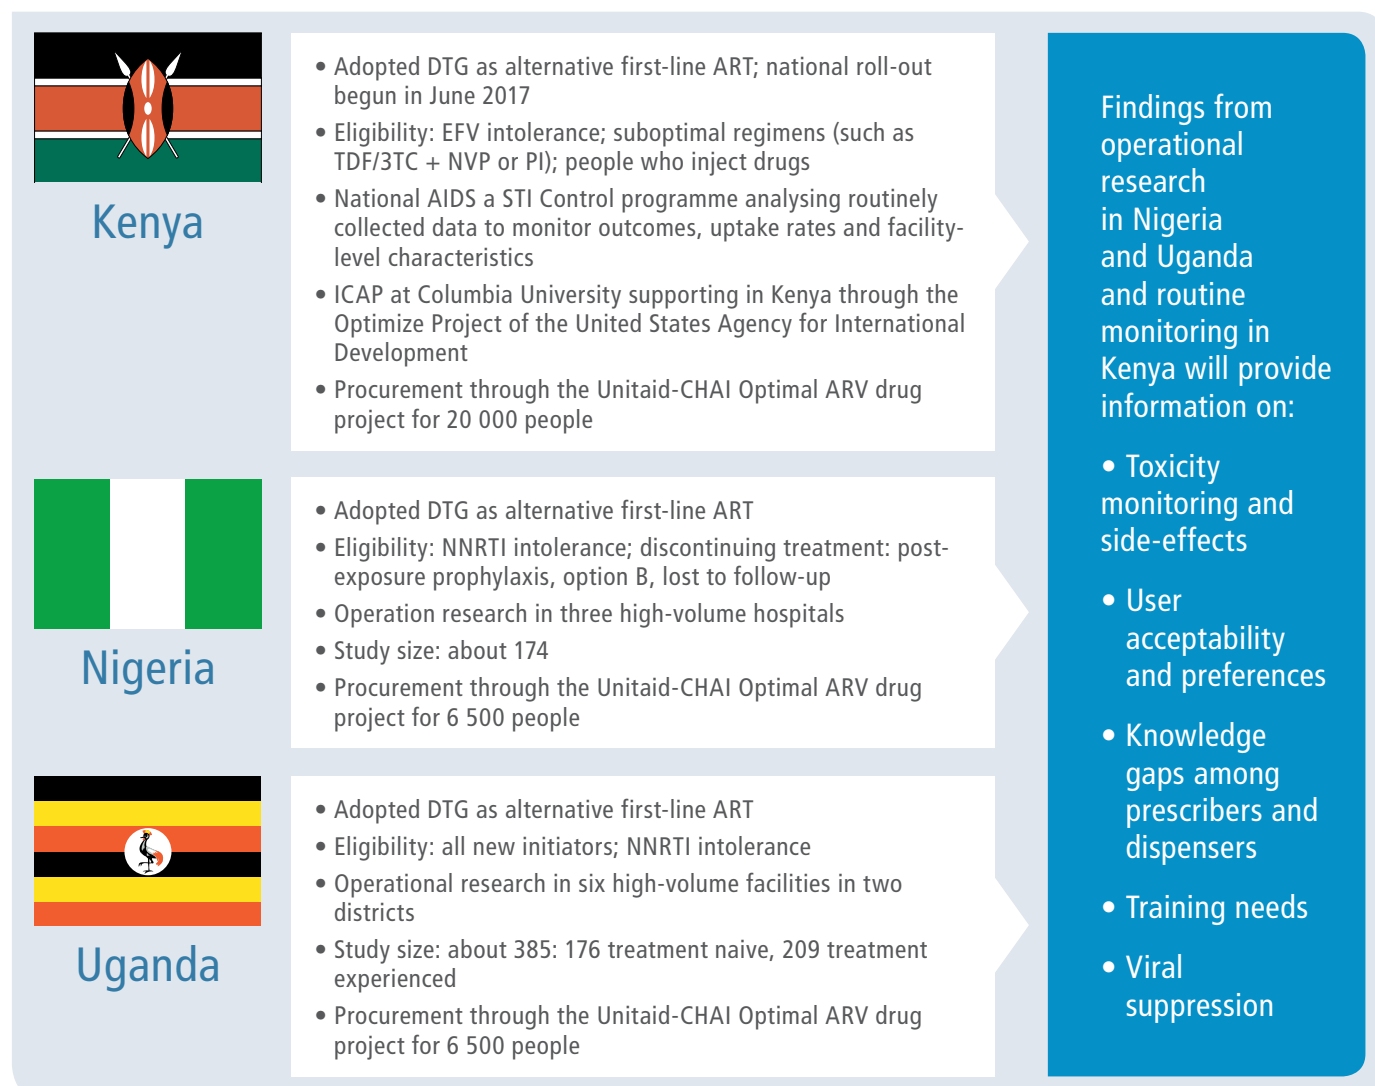 Kenya
• Adopted DTG as alternative first-line ART; national roll-out
begun in June 2017
• Eligibility: EFV intolerance; suboptimal regimens (such as
TDF/3TC + NVP or PI); people who inject drugs
• National AIDS a STI Control programme analysing routinely
collected data to monitor outcomes, uptake rates and facility-
level characteristics
• ICAP at Columbia University supporting in Kenya through the
Optimize Project of the United States Agency for International
Development
• Procurement through the Unitaid-CHAI Optimal ARV drug
project for 20 000 people
Nigeria
• Adopted DTG as alternative first-line ART
• Eligibility: NNRTI intolerance; discontinuing treatment: post-
exposure prophylaxis, option B, lost to follow-up
• Operation research in three high-volume hospitals
• Study size: about 174
• Procurement through the Unitaid-CHAI Optimal ARV drug
project for 6 500 people
Uganda
• Adopted DTG as alternative first-line ART
• Eligibility: all new initiators; NNRTI intolerance
• Operational research in six high-volume facilities in two
districts
• Study size: about 385: 176 treatment naive, 209 treatment
experienced
• Procurement through the Unitaid-CHAI Optimal ARV drug
project for 6 500 people
Findings from
operational
research
in Nigeria
and Uganda
and routine
monitoring in
Kenya will provide
information on:
• Toxicity
monitoring and
side-effects
• User
acceptability
and preferences
• Knowledge
gaps among
prescribers and
dispensers
• Training needs
• Viral
suppression